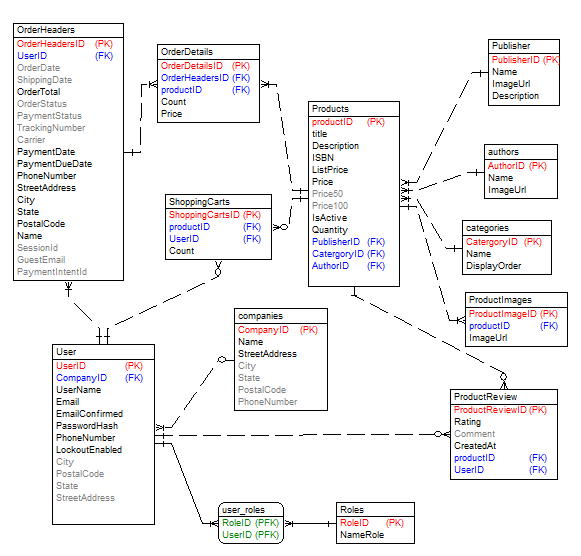 OrderHeaders
OrderHeadersID (PK)
UserID (FK)
OrderDate
ShippingDate
OrderTotal
OrderStatus
PaymentStatus
TrackingNumber
Carrier
PaymentDate
PaymentDueDate
PhoneNumber
StreetAddress
City
State
PostalCode
Name
SessionId
GuestEmail
PaymentIntentId
OrderDetails
OrderDetailsID (PK)
OrderHeadersID (FK)
productID (FK)
Count
Price
Products
productID (PK)
title
Description
ISBN
ListPrice
Price
Price50
Price100
IsActive
Quantity
PublisherID (FK)
CatergoryID (FK)
AuthorID (FK)
Publisher
PublisherID (PK)
Name
ImageUrl
Description
authors
AuthorID (PK)
Name
ImageUrl
ShoppingCarts
ShoppingCartsID (PK)
productID (FK)
UserID (FK)
Count
categories
CatergoryID (PK)
Name
DisplayOrder
ProductImages
ProductImageID (PK)
productID (FK)
ImageUrl
companies
CompanyID (PK)
Name
StreetAddress
City
State
PostalCode
PhoneNumber
User
UserID (PK)
CompanyID (FK)
UserName
Email
EmailConfirmed
PasswordHash
PhoneNumber
LockoutEnabled
City
PostalCode
State
StreetAddress
ProductReview
ProductReviewID (PK)
Rating
Comment
CreatedAt
productID (FK)
UserID (FK)
user_roles
RoleID (PFK)
UserID (PFK)
Roles
RoleID (PK)
NameRole